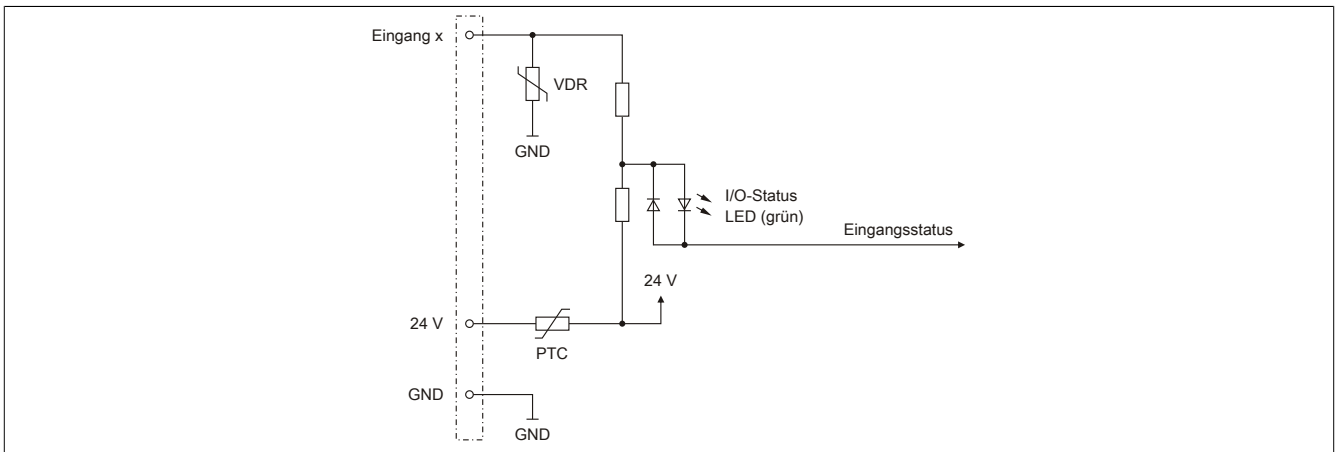 Eingang x
VDR
GND
I/O-Status
LED (grün)
Eingangsstatus
24 V
24 V
PTC
GND
GND